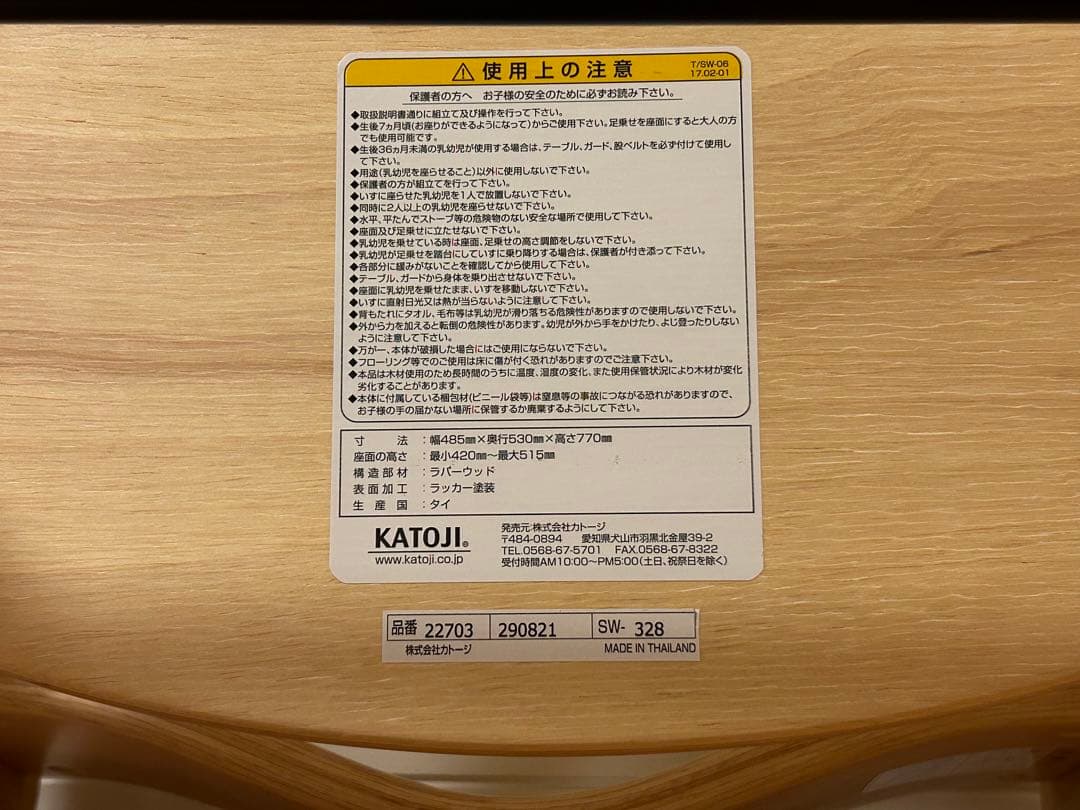 ⚠使用上の注意
T/SW-06
17.02-01
保護者の方へ　お子様の安全のために必ずお読み下さい。
◆取扱説明書通りに組立て及び操作を行って下さい。
◆生後7ヵ月頃(お座りができるようになって)からご使用下さい。足乗せを座面にすると大人の方
でも使用可能です。
◆生後36ヵ月未満の乳幼児が使用する場合は、テーブル、ガード、股ベルトを必ず付けて使用し
て下さい。
◆用途(乳幼児を座らせること)以外に使用しないで下さい。
◆保護者の方が組立てを行って下さい。
◆いすに座らせた乳幼児を1人で放置しないで下さい。
◆同時に2人以上の乳幼児を座らせないで下さい。
◆水平、平たんでストーブ等の危険物のない安全な場所で使用して下さい。
◆座面及び足乗せに立たせないで下さい。
◆乳幼児を乗せている時は座面、足乗せの高さ調節をしないで下さい。
◆乳幼児が足乗せを踏台にしていすに乗り降りする場合は、保護者が付き添って下さい。
◆各部分に緩みがないことを確認してから使用して下さい。
◆テーブル、ガードから身体を乗り出させないで下さい。
◆座面に乳幼児を乗せたまま、いすを移動しないで下さい。
◆いすに直射日光又は熱が当らないように注意して下さい。
◆背もたれにタオル、毛布等は乳幼児が滑り落ちる危険性がありますので使用しないで下さい。
◆外から力を加えると転倒の危険性があります。幼児が外から手をかけたり、よじ登ったりしない
ように注意して下さい。
◆万が一、本体が破損した場合にはご使用にならないで下さい。
◆フローリング等でのご使用は床に傷が付く恐れがありますのでご注意下さい。
◆本品は木材使用のため長時間のうちに温度、湿度の変化、また使用保管状況により木材が変化
劣化することがあります。
◆本体に付属している梱包材(ビニール袋等)は窒息等の事故につながる恐れがありますので、
お子様の手の届かない場所に保管するか廃棄するようにして下さい。
寸法：幅485㎜×奥行530㎜×高さ770㎜
座面の高さ：最小420㎜～最大515㎜
構造部材：ラバーウッド
表面加工：ラッカー塗装
生産国：タイ
KATOJI®
www.katoji.co.jp
発売元:株式会社カトージ
〒484-0894　愛知県犬山市羽黒北金屋39-2
TEL.0568-67-5701　FAX.0568-67-8322
受付時間AM10:00～PM5:00(土日、祝祭日を除く)
品番 22703 290821 SW- 328
株式会社カトージ MADE IN THAILAND